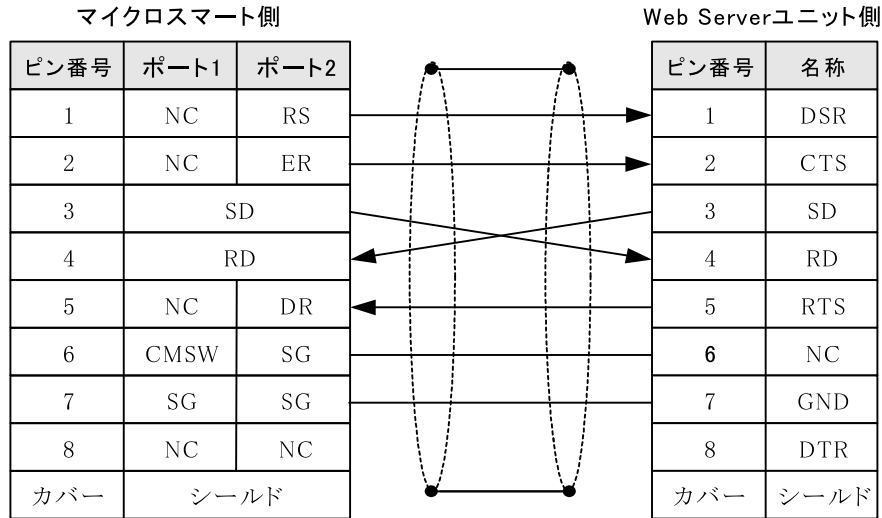 マイクロスマート側 Web Serverユニット側
ピン番号 ポート1 ポート2 ピン番号 名称
1 NC RS 1 DSR
2 NC ER 2 CTS
3 SD 3 SD
4 RD 4 RD
5 NC DR 5 RTS
6 CMSW SG 6 NC
7 SG SG 7 GND
8 NC NC 8 DTR
カバー シールド カバー シールド